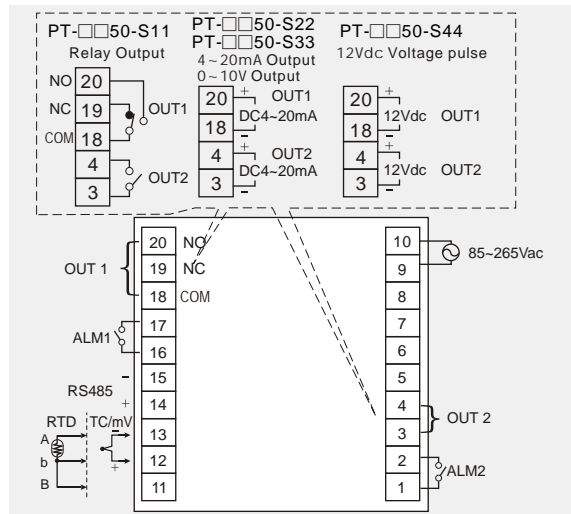 PT-□□50-S11
Relay Output
NO 20
NC 19 OUT1
COM 18
4
3 OUT2
PT-□□50-S22
PT-□□50-S33
4~20mA Output
0~10V Output
20 + OUT1
DC4~20mA
18 −
4 + OUT2
DC4~20mA
3 −
PT-□□50-S44
12Vdc Voltage pulse
20 +
12Vdc OUT1
18 −
4 +
12Vdc OUT2
3 −
OUT 1
20 NO
19 NC
18 COM
ALM1
17
16
RS485
− 15
+ 14
RTD TC/mV
A − 13
b + 12
B 11
10
9
85~265Vac
8
7
6
5
4
3
OUT 2
2
1
ALM2